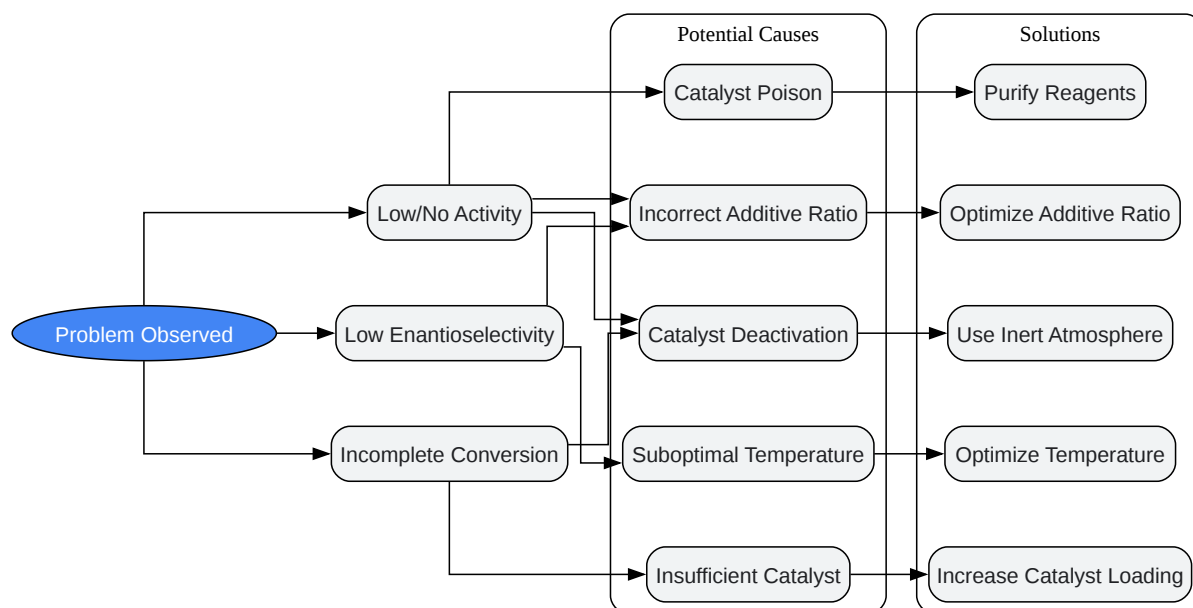 Potential Causes
Solutions
Catalyst Poison
Purify Reagents
Low/No Activity
Incorrect Additive Ratio
Optimize Additive Ratio
Problem Observed
Low Enantioselectivity
Catalyst Deactivation
Use Inert Atmosphere
Incomplete Conversion
Suboptimal Temperature
Optimize Temperature
Insufficient Catalyst
Increase Catalyst Loading